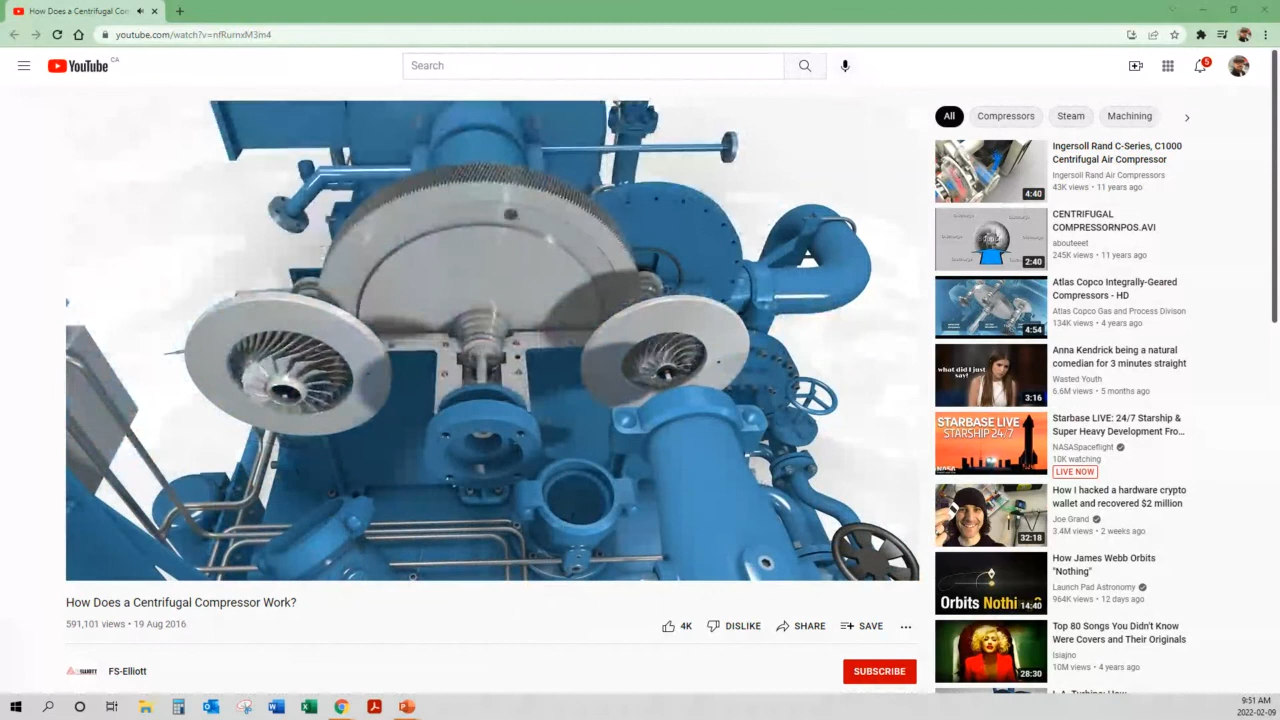 How Does a Centrifugal Con
youtube.com/watch?v=nfRurnxM3m4
YouTube CA
Search
5
All
Compressors
Steam
Machining
Ingersoll Rand C-Series, C1000
Centrifugal Air Compressor
Ingersoll Rand Air Compressors
43K views • 11 years ago
4:40
CENTRIFUGAL
COMPRESSORNPOS.AVI
abouteeet
245K views • 11 years ago
2:40
Atlas Copco Integrally-Geared
Compressors - HD
Atlas Copco Gas and Process Divison
134K views • 4 years ago
4:54
what did I just
say!
Anna Kendrick being a natural
comedian for 3 minutes straight
Wasted Youth
6.6M views • 5 months ago
3:16
STARBASE LIVE
STARSHIP 24/7
NASA
Starbase LIVE: 24/7 Starship &
Super Heavy Development Fro...
NASASpaceflight
10K watching
LIVE NOW
How I hacked a hardware crypto
wallet and recovered $2 million
Joe Grand
3.4M views • 2 weeks ago
32:18
How James Webb Orbits
"Nothing"
Launch Pad Astronomy
964K views • 12 days ago
Orbits
14:40
Top 80 Songs You Didn't Know
Were Covers and Their Originals
Isiajno
10M views • 4 years ago
28:30
How Does a Centrifugal Compressor Work?
591,101 views • 19 Aug 2016
4K
DISLIKE
SHARE
SAVE
ELLIOTT
FS-Elliott
SUBSCRIBE
9:51 AM
2022-02-09